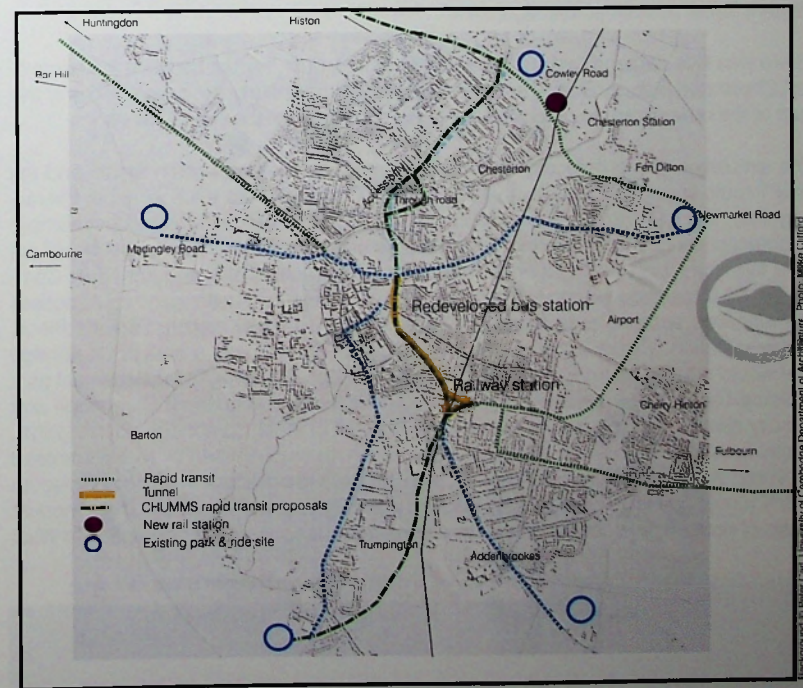 Huntingdon
Histon
Bar Hill
Cowley Road
Chesterton Station
Chesterton
Fen Ditton
Through road
Newmarket Road
Madingley Road
Cambourne
Redeveloped bus station
Airport
Railway station
Cherry Hinton
Barton
Fulbourn
Rapid transit
Tunnel
CHUMMS rapid transit proposals
New rail station
Existing park & ride site
Trumpington
Addenbrookes